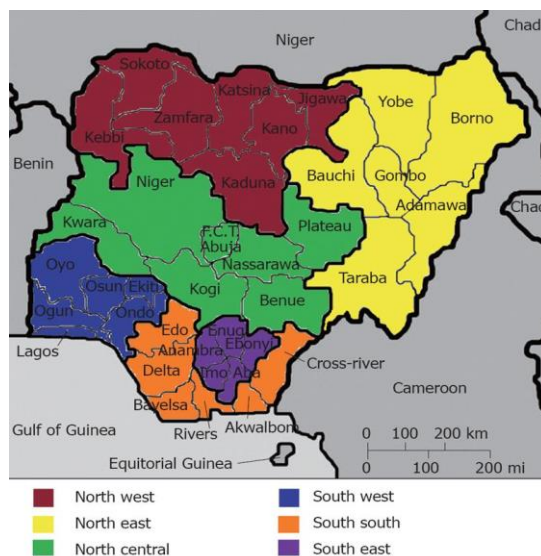 Niger
Chad
Sokoto
Katsina
Jigawa
Yobe
Borno
Zamfara
Kano
Kebbi
Benin
Bauchi
Gombo
Niger
Kaduna
Adamawa
Chad
Kwara
F.C.T.
Abuja
Plateau
Nassarawa
Oyo
Taraba
Osun
Ekiti
Kogi
Benue
Ogun
Ondo
Edo
Enugu
Lagos
Anambra
Ebonyi
Cross-river
Delta
Imo
Aba
Cameroon
Bayelsa
Gulf of Guinea
Rivers
Akwalbom
0 100 200 km
0 100 200 mi
Equitorial Guinea
North west
South west
North east
South south
North central
South east